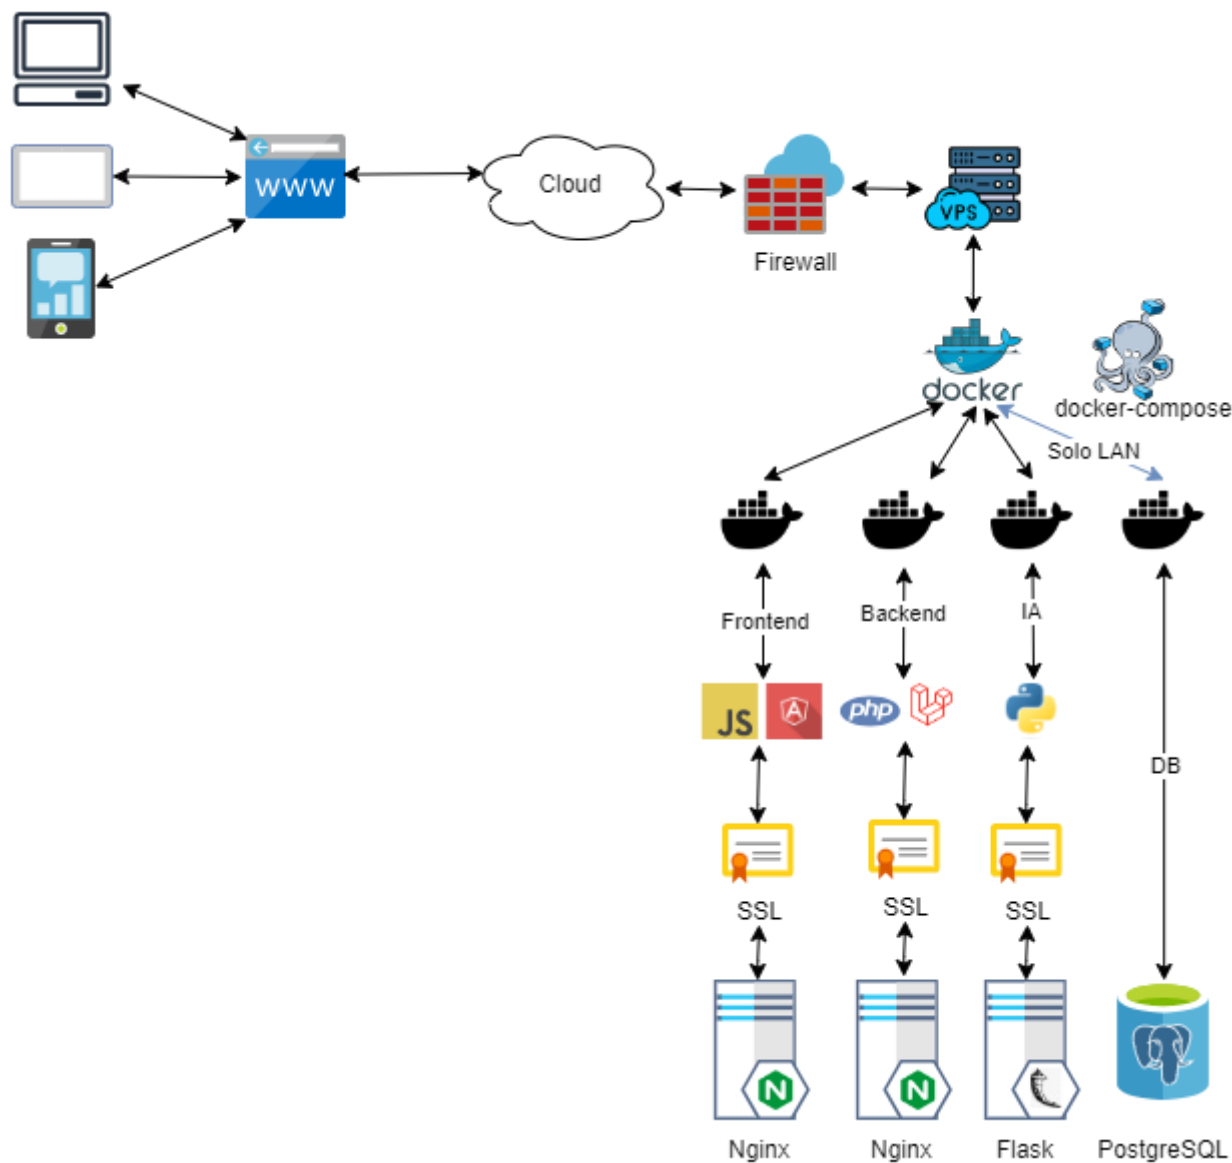 WWW
Cloud
VPS
Firewall
docker
docker-compose
Solo LAN
Frontend
Backend
IA
JS
A
php
DB
SSL
SSL
SSL
N
N
Nginx
Nginx
Flask
PostgreSQL